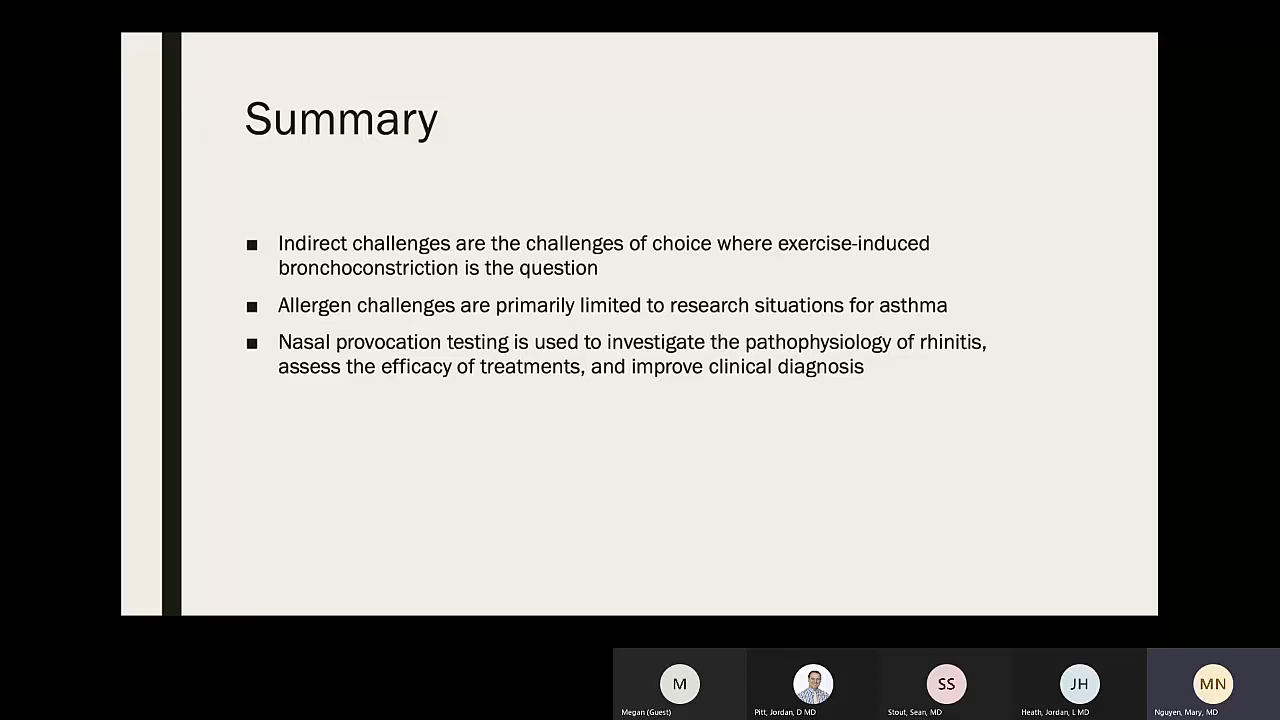 Summary
■ Indirect challenges are the challenges of choice where exercise-induced
bronchoconstriction is the question
■ Allergen challenges are primarily limited to research situations for asthma
■ Nasal provocation testing is used to investigate the pathophysiology of rhinitis,
assess the efficacy of treatments, and improve clinical diagnosis
M
SS
JH
MN
Megan (Guest)
Pitt, Jordan, D MD
Stout, Sean, MD
Heath, Jordan, L MD
Nguyen, Mary, MD